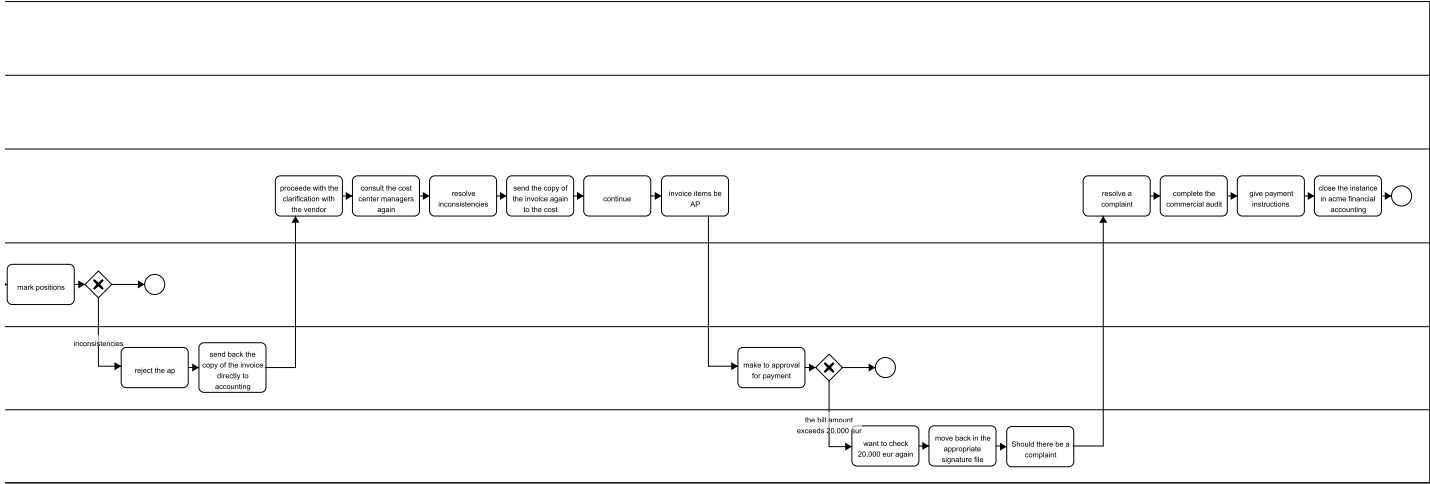 proceede with the
clarification with
the vendor
consult the cost
center managers
again
resolve
inconsistencies
send the copy of
the invoice again
to the cost
continue
invoice items be
AP
resolve a
complaint
complete the
commercial audit
give payment
instructions
close the instance
in acme financial
accounting
mark positions
inconsistencies
reject the ap
send back the
copy of the invoice
directly to
accounting
make to approval
for payment
the bill amount
exceeds 20,000 eur
want to check
20,000 eur again
move back in the
appropriate
signature file
Should there be a
complaint